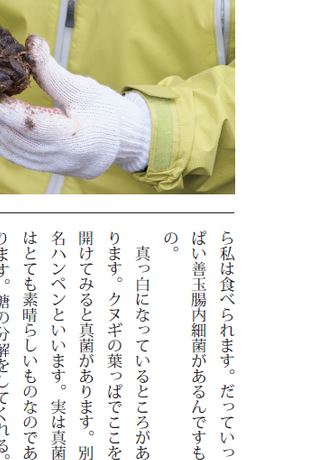 ら私は食べられます。だっていっ
ぱい善玉腸内細菌があるんですも
の。
真っ白になっているところがあ
ります。クヌギの葉っぱでここを
開けてみると真菌があります。別
名ハンペンといいます。実は真菌
はとても素晴らしいものなのであ
ります。糖の分解をしてくれる。